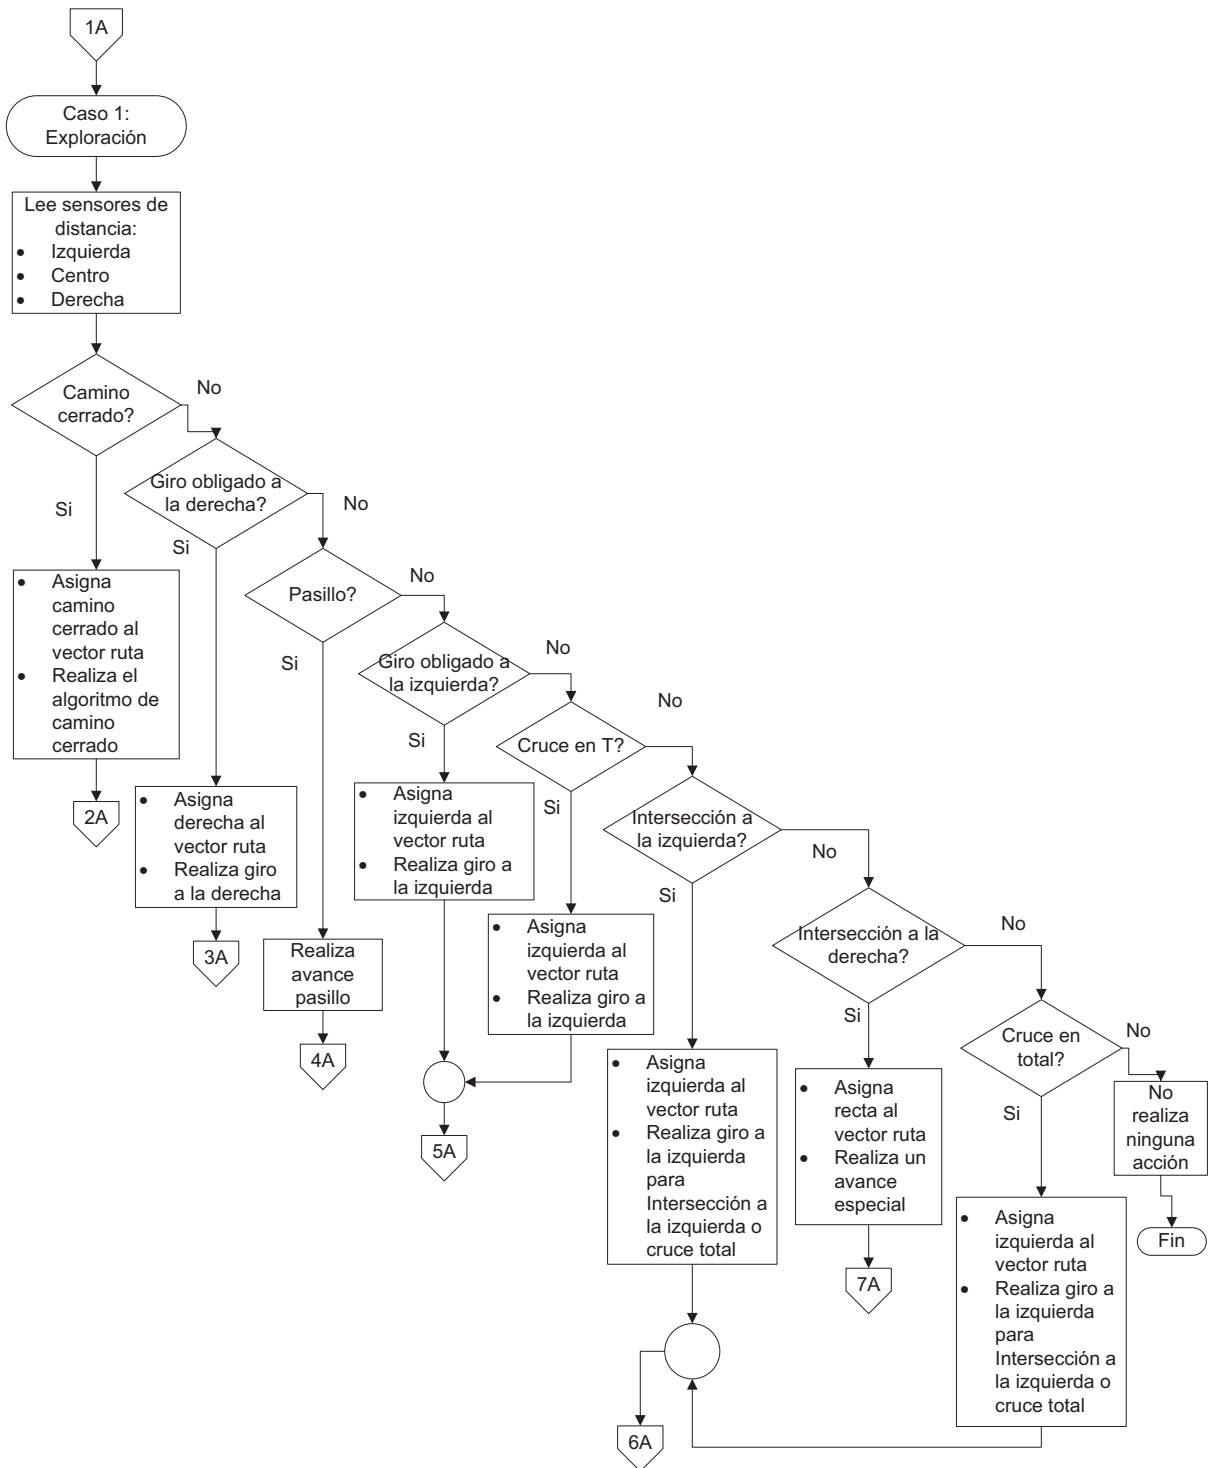 1A
Caso 1:
Exploración
Lee sensores de
distancia:
• Izquierda
• Centro
• Derecha
Camino
cerrado?
No
Si
Giro obligado a
la derecha?
No
Si
Pasillo?
No
Si
Giro obligado a
la izquierda?
No
Si
Cruce en T?
No
Si
Intersección a
la izquierda?
No
Si
Intersección a la
derecha?
No
Si
Cruce en
total?
No
Si
• Asigna
camino
cerrado al
vector ruta
• Realiza el
algoritmo de
camino
cerrado
2A
• Asigna
derecha al
vector ruta
• Realiza giro
a la derecha
3A
Realiza
avance
pasillo
4A
• Asigna
izquierda al
vector ruta
• Realiza giro a
la izquierda
• Asigna
izquierda al
vector ruta
• Realiza giro a
la izquierda
5A
• Asigna
izquierda al
vector ruta
• Realiza giro a
la izquierda
para
Intersección a
la izquierda o
cruce total
• Asigna
recta al
vector ruta
• Realiza un
avance
especial
7A
• Asigna
izquierda al
vector ruta
• Realiza giro a
la izquierda
para
Intersección a
la izquierda o
cruce total
6A
No
realiza
ninguna
acción
Fin